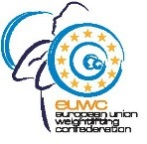 euwc
european union
weightlifting
confederation